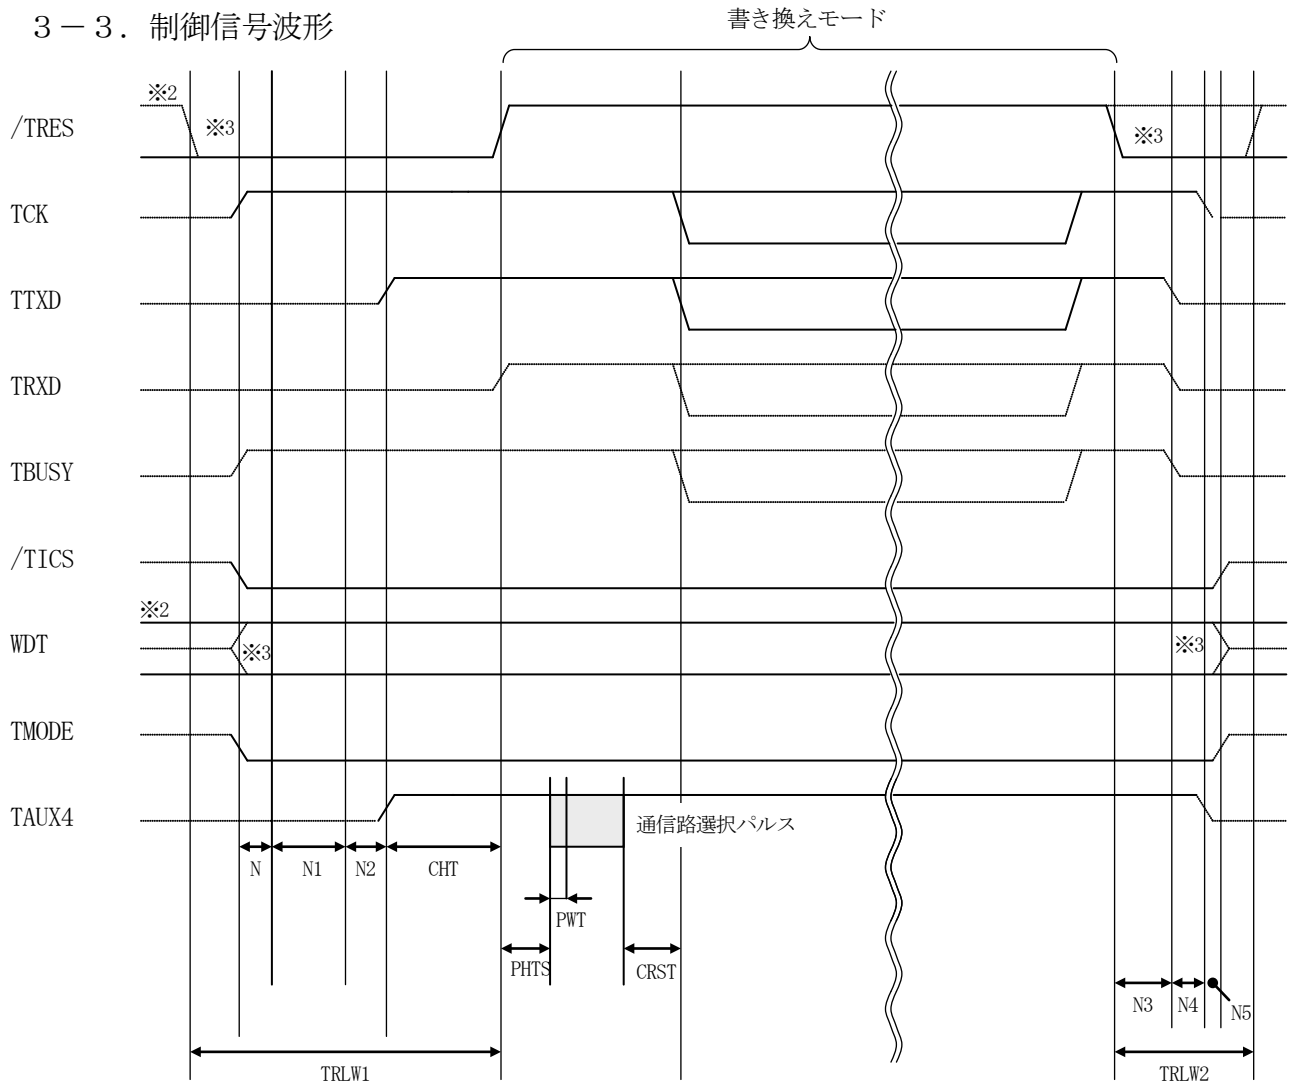 3-3. 制御信号波形
書き換えモード
※2
/TRES
※3
※3
TCK
TTXD
TRXD
TBUSY
/TICS
※2
WDT
※3
※3
TMODE
TAUX4
通信路選択パルス
N
N1
N2
CHT
PWT
PHTS
CRST
N3
N4
N5
TRLW1
TRLW2